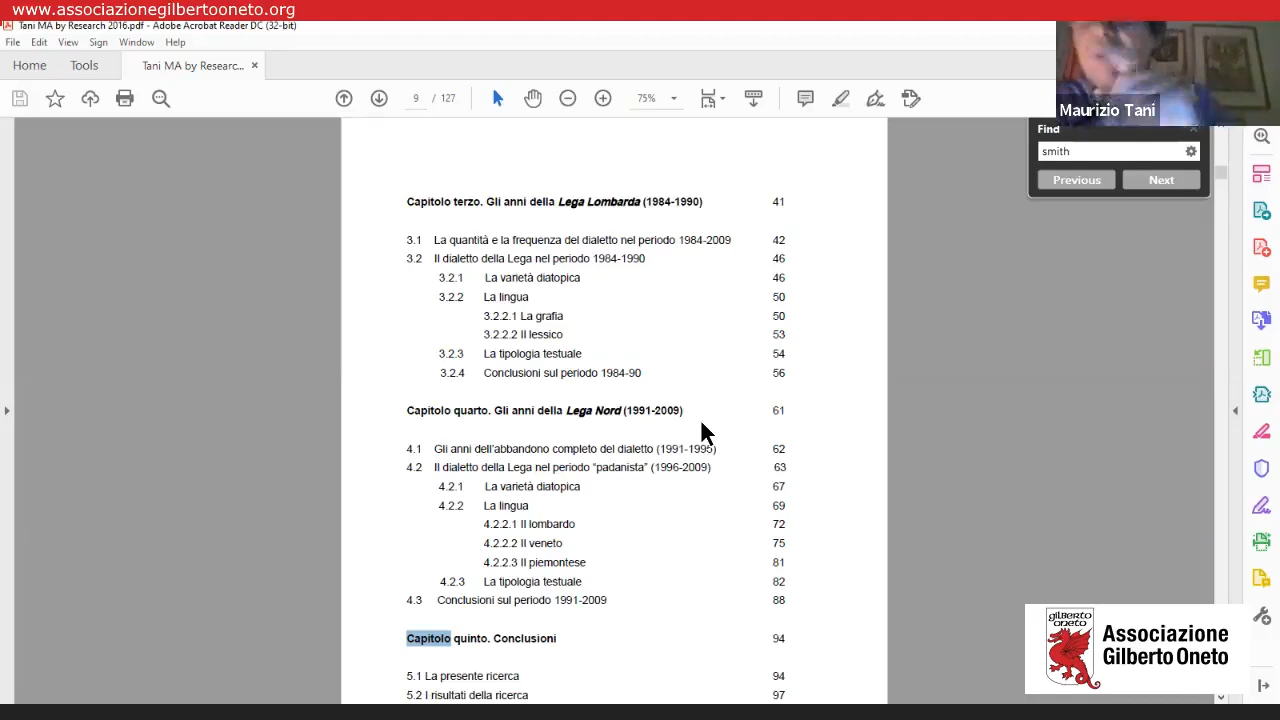 www.associazionegilbertooneto.org
Tani MA by Research 2016.pdf - Adobe Acrobat Reader DC (32-bit)
File Edit View Sign Window Help
Home Tools Tani MA by Researc... ×
9 / 127 75%
Maurizio Tani
Find
smith
Previous Next
Capitolo terzo. Gli anni della Lega Lombarda (1984-1990) 41
3.1 La quantità e la frequenza del dialetto nel periodo 1984-2009 42
3.2 Il dialetto della Lega nel periodo 1984-1990 46
3.2.1 La varietà diatopica 46
3.2.2 La lingua 50
3.2.2.1 La grafia 50
3.2.2.2 Il lessico 53
3.2.3 La tipologia testuale 54
3.2.4 Conclusioni sul periodo 1984-90 56
Capitolo quarto. Gli anni della Lega Nord (1991-2009) 61
4.1 Gli anni dell'abbandono completo del dialetto (1991-1995) 62
4.2 Il dialetto della Lega nel periodo “padanista” (1996-2009) 63
4.2.1 La varietà diatopica 67
4.2.2 La lingua 69
4.2.2.1 Il lombardo 72
4.2.2.2 Il veneto 75
4.2.2.3 Il piemontese 81
4.2.3 La tipologia testuale 82
4.3 Conclusioni sul periodo 1991-2009 88
Capitolo quinto. Conclusioni 94
5.1 La presente ricerca 94
5.2 I risultati della ricerca 97
gilberto
oneto
Associazione
Gilberto Oneto